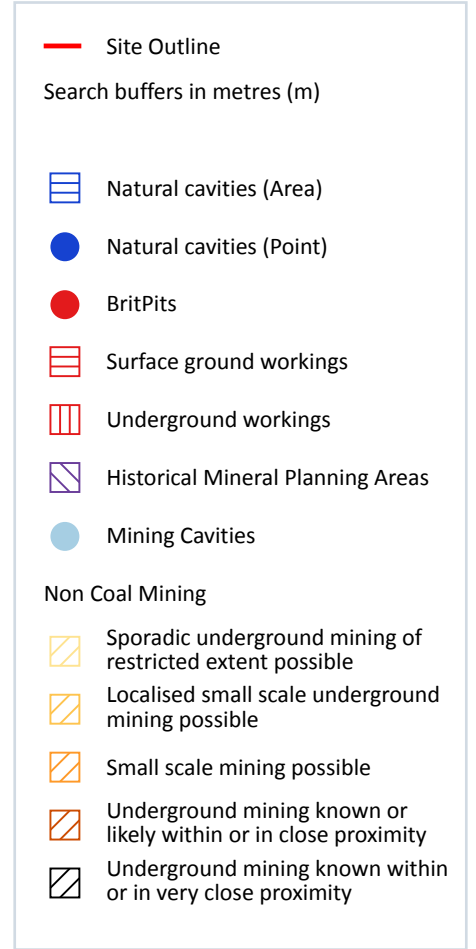 Site Outline
Search buffers in metres (m)
Natural cavities (Area)
Natural cavities (Point)
BritPits
Surface ground workings
Underground workings
Historical Mineral Planning Areas
Mining Cavities
Non Coal Mining
Sporadic underground mining of
restricted extent possible
Localised small scale underground
mining possible
Small scale mining possible
Underground mining known or
likely within or in close proximity
Underground mining known within
or in very close proximity